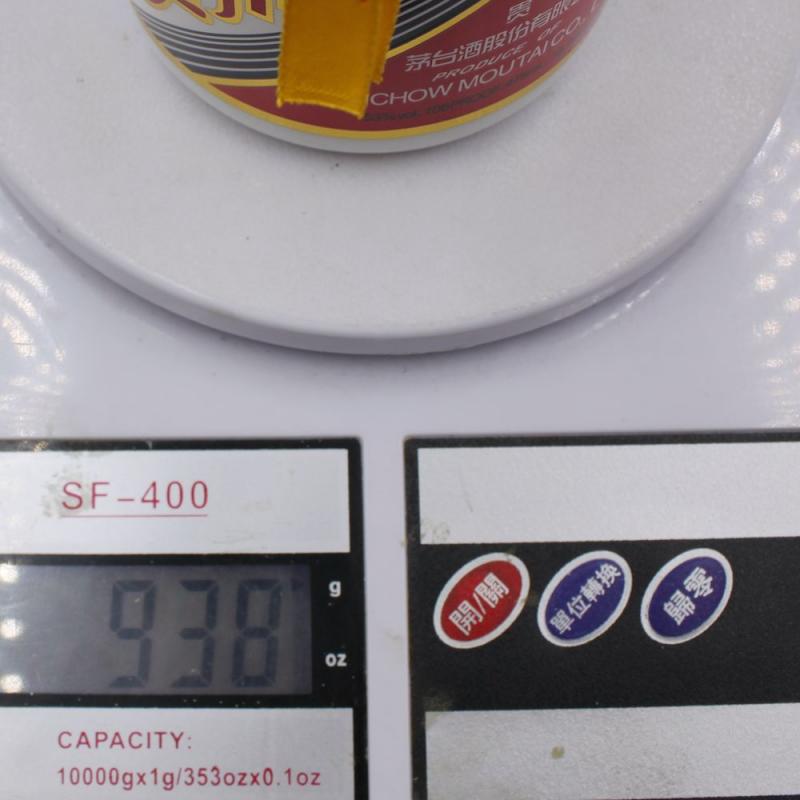 贵
茅台酒股份有限
PRODUCE OF
CHOW MOUTAI CO.,
SF-400
938
g
oz
開/關
單位轉換
歸零
CAPACITY:
10000gx1g/353ozx0.1oz